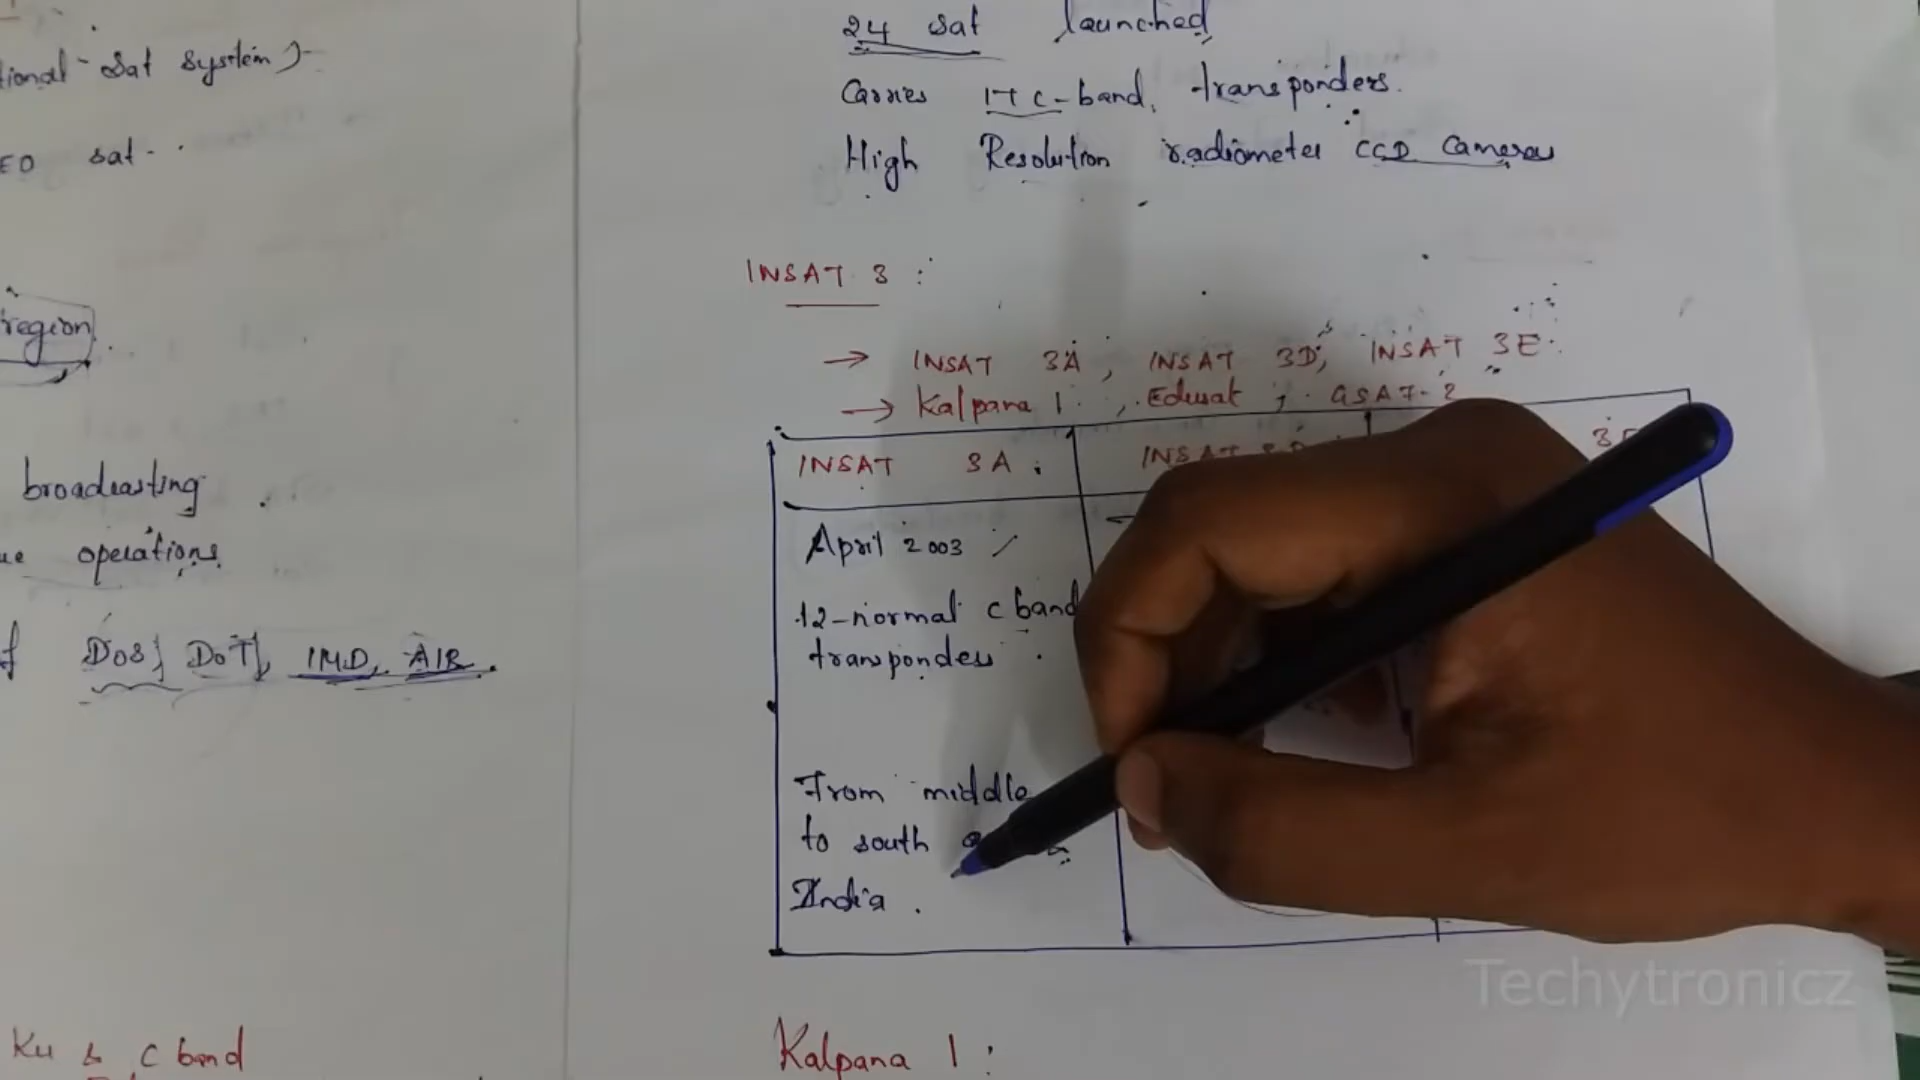 tional - Sat System )-
EO sat.
region.
broadcasting.
ue operations
f DOS, DOT, IMD, AIR.
Ku & C band
24 Sat launched
Carries 17 C-band, transponders.
High Resolution radiometer CCD Cameras
INSAT 3 :
→ INSAT 3A, INSAT 3D, INSAT 3E.
→ Kalpana 1, Edusat, GSAT-2
INSAT 3A INSAT
April 2003
12-normal C band
transponders.
From middle
to south
India.
Kalpana 1 :
Techytronicz